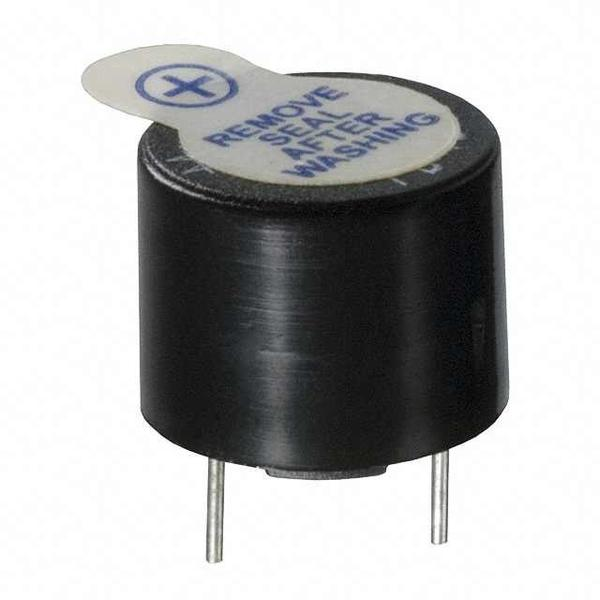 +
REMOVE
SEAL
AFTER
WASHING